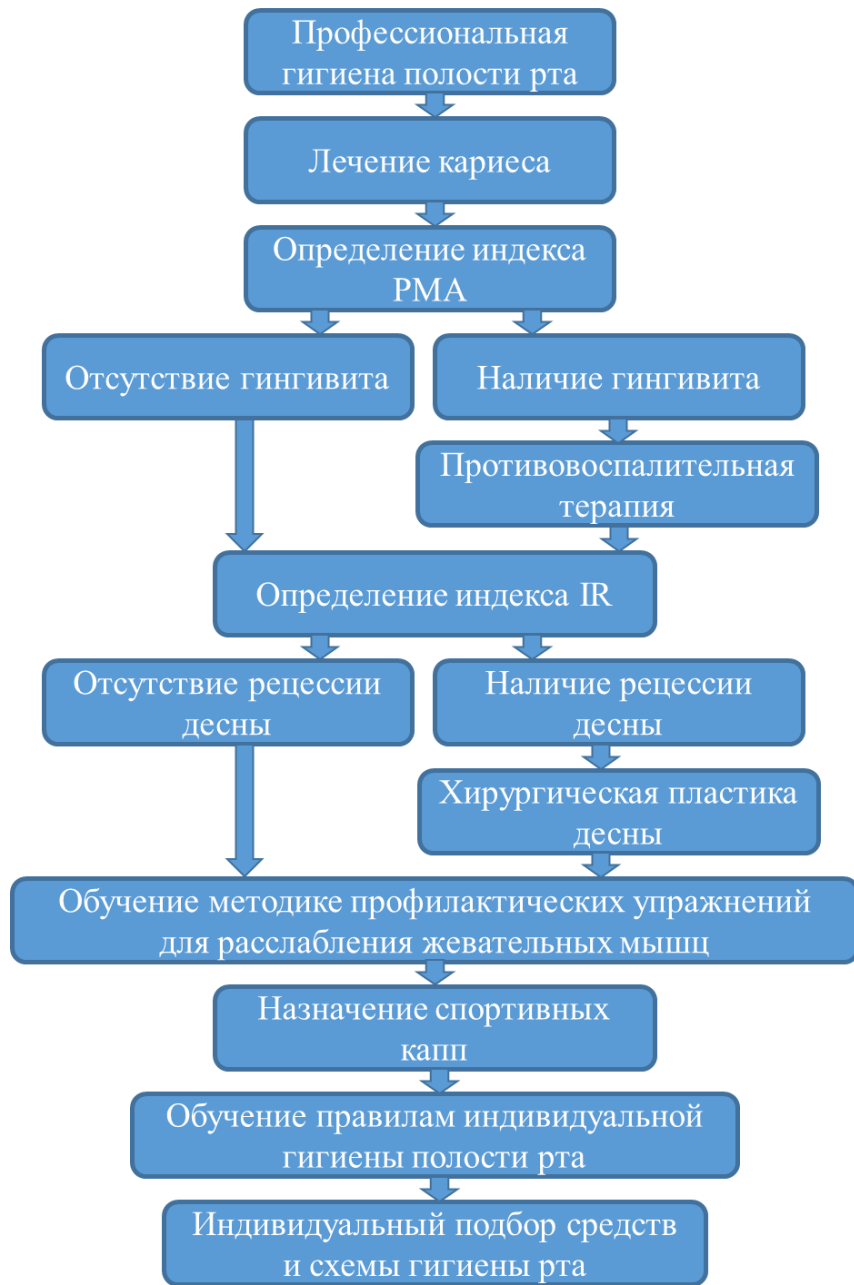 Профессиональная
гигиена полости рта
Лечение кариеса
Определение индекса
РМА
Отсутствие гингивита
Наличие гингивита
Противовоспалительная
терапия
Определение индекса IR
Отсутствие рецессии
десны
Наличие рецессии
десны
Хирургическая пластика
десны
Обучение методике профилактических упражнений
для расслабления жевательных мышц
Назначение спортивных
капп
Обучение правилам индивидуальной
гигиены полости рта
Индивидуальный подбор средств
и схемы гигиены рта